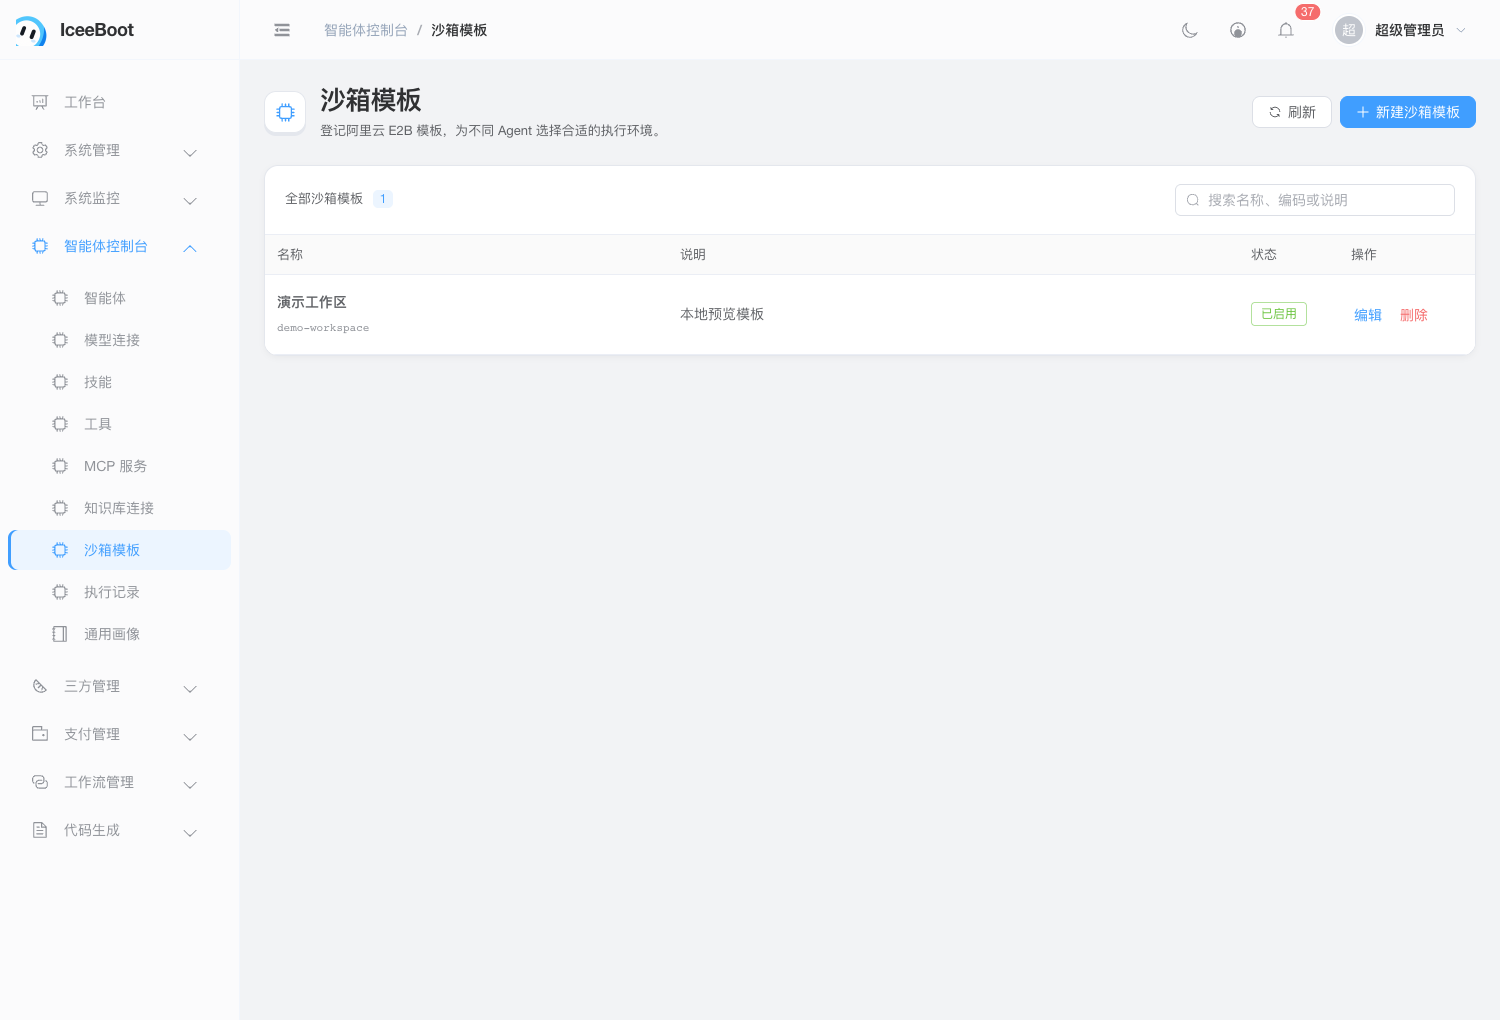 IceeBoot
智能体控制台 / 沙箱模板
37
超 超级管理员
工作台
系统管理
系统监控
智能体控制台
智能体
模型连接
技能
工具
MCP 服务
知识库连接
沙箱模板
执行记录
通用画像
三方管理
支付管理
工作流管理
代码生成
沙箱模板
登记阿里云 E2B 模板，为不同 Agent 选择合适的执行环境。
刷新
新建沙箱模板
全部沙箱模板 1
搜索名称、编码或说明
名称 说明 状态 操作
演示工作区
demo-workspace
本地预览模板
已启用
编辑 删除